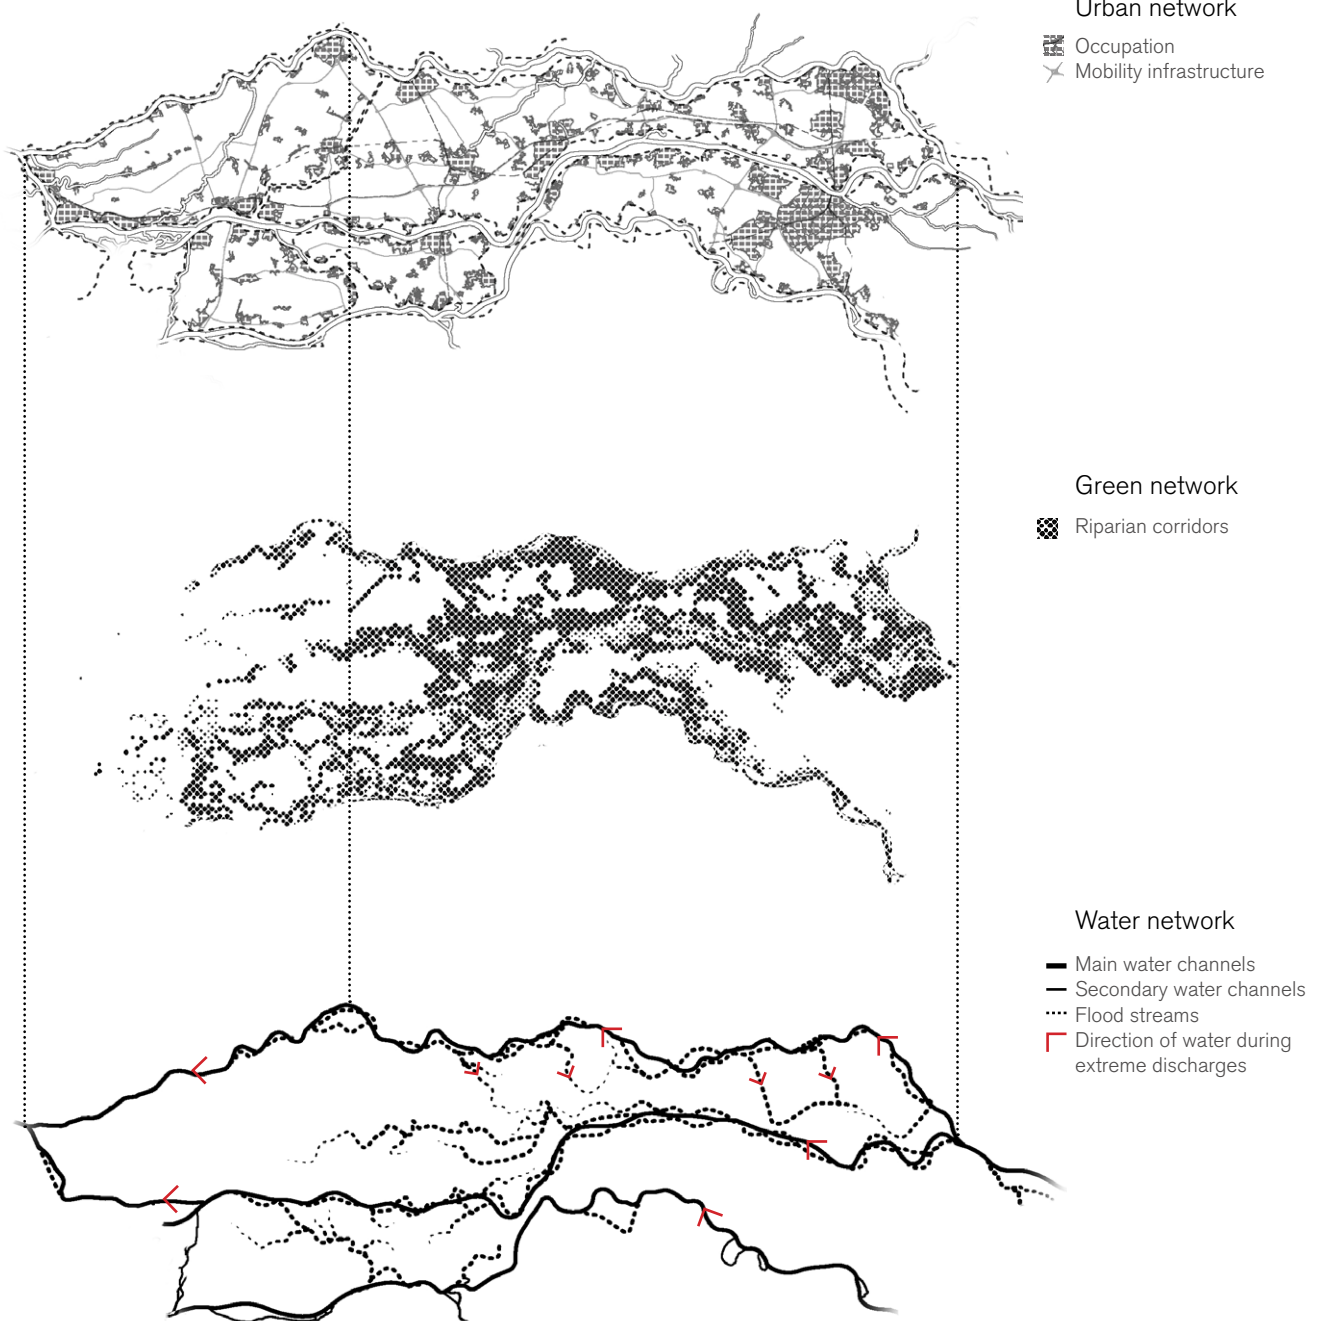 Urban network
Occupation
Mobility infrastructure
Green network
Riparian corridors
Water network
Main water channels
Secondary water channels
Flood streams
Direction of water during
extreme discharges